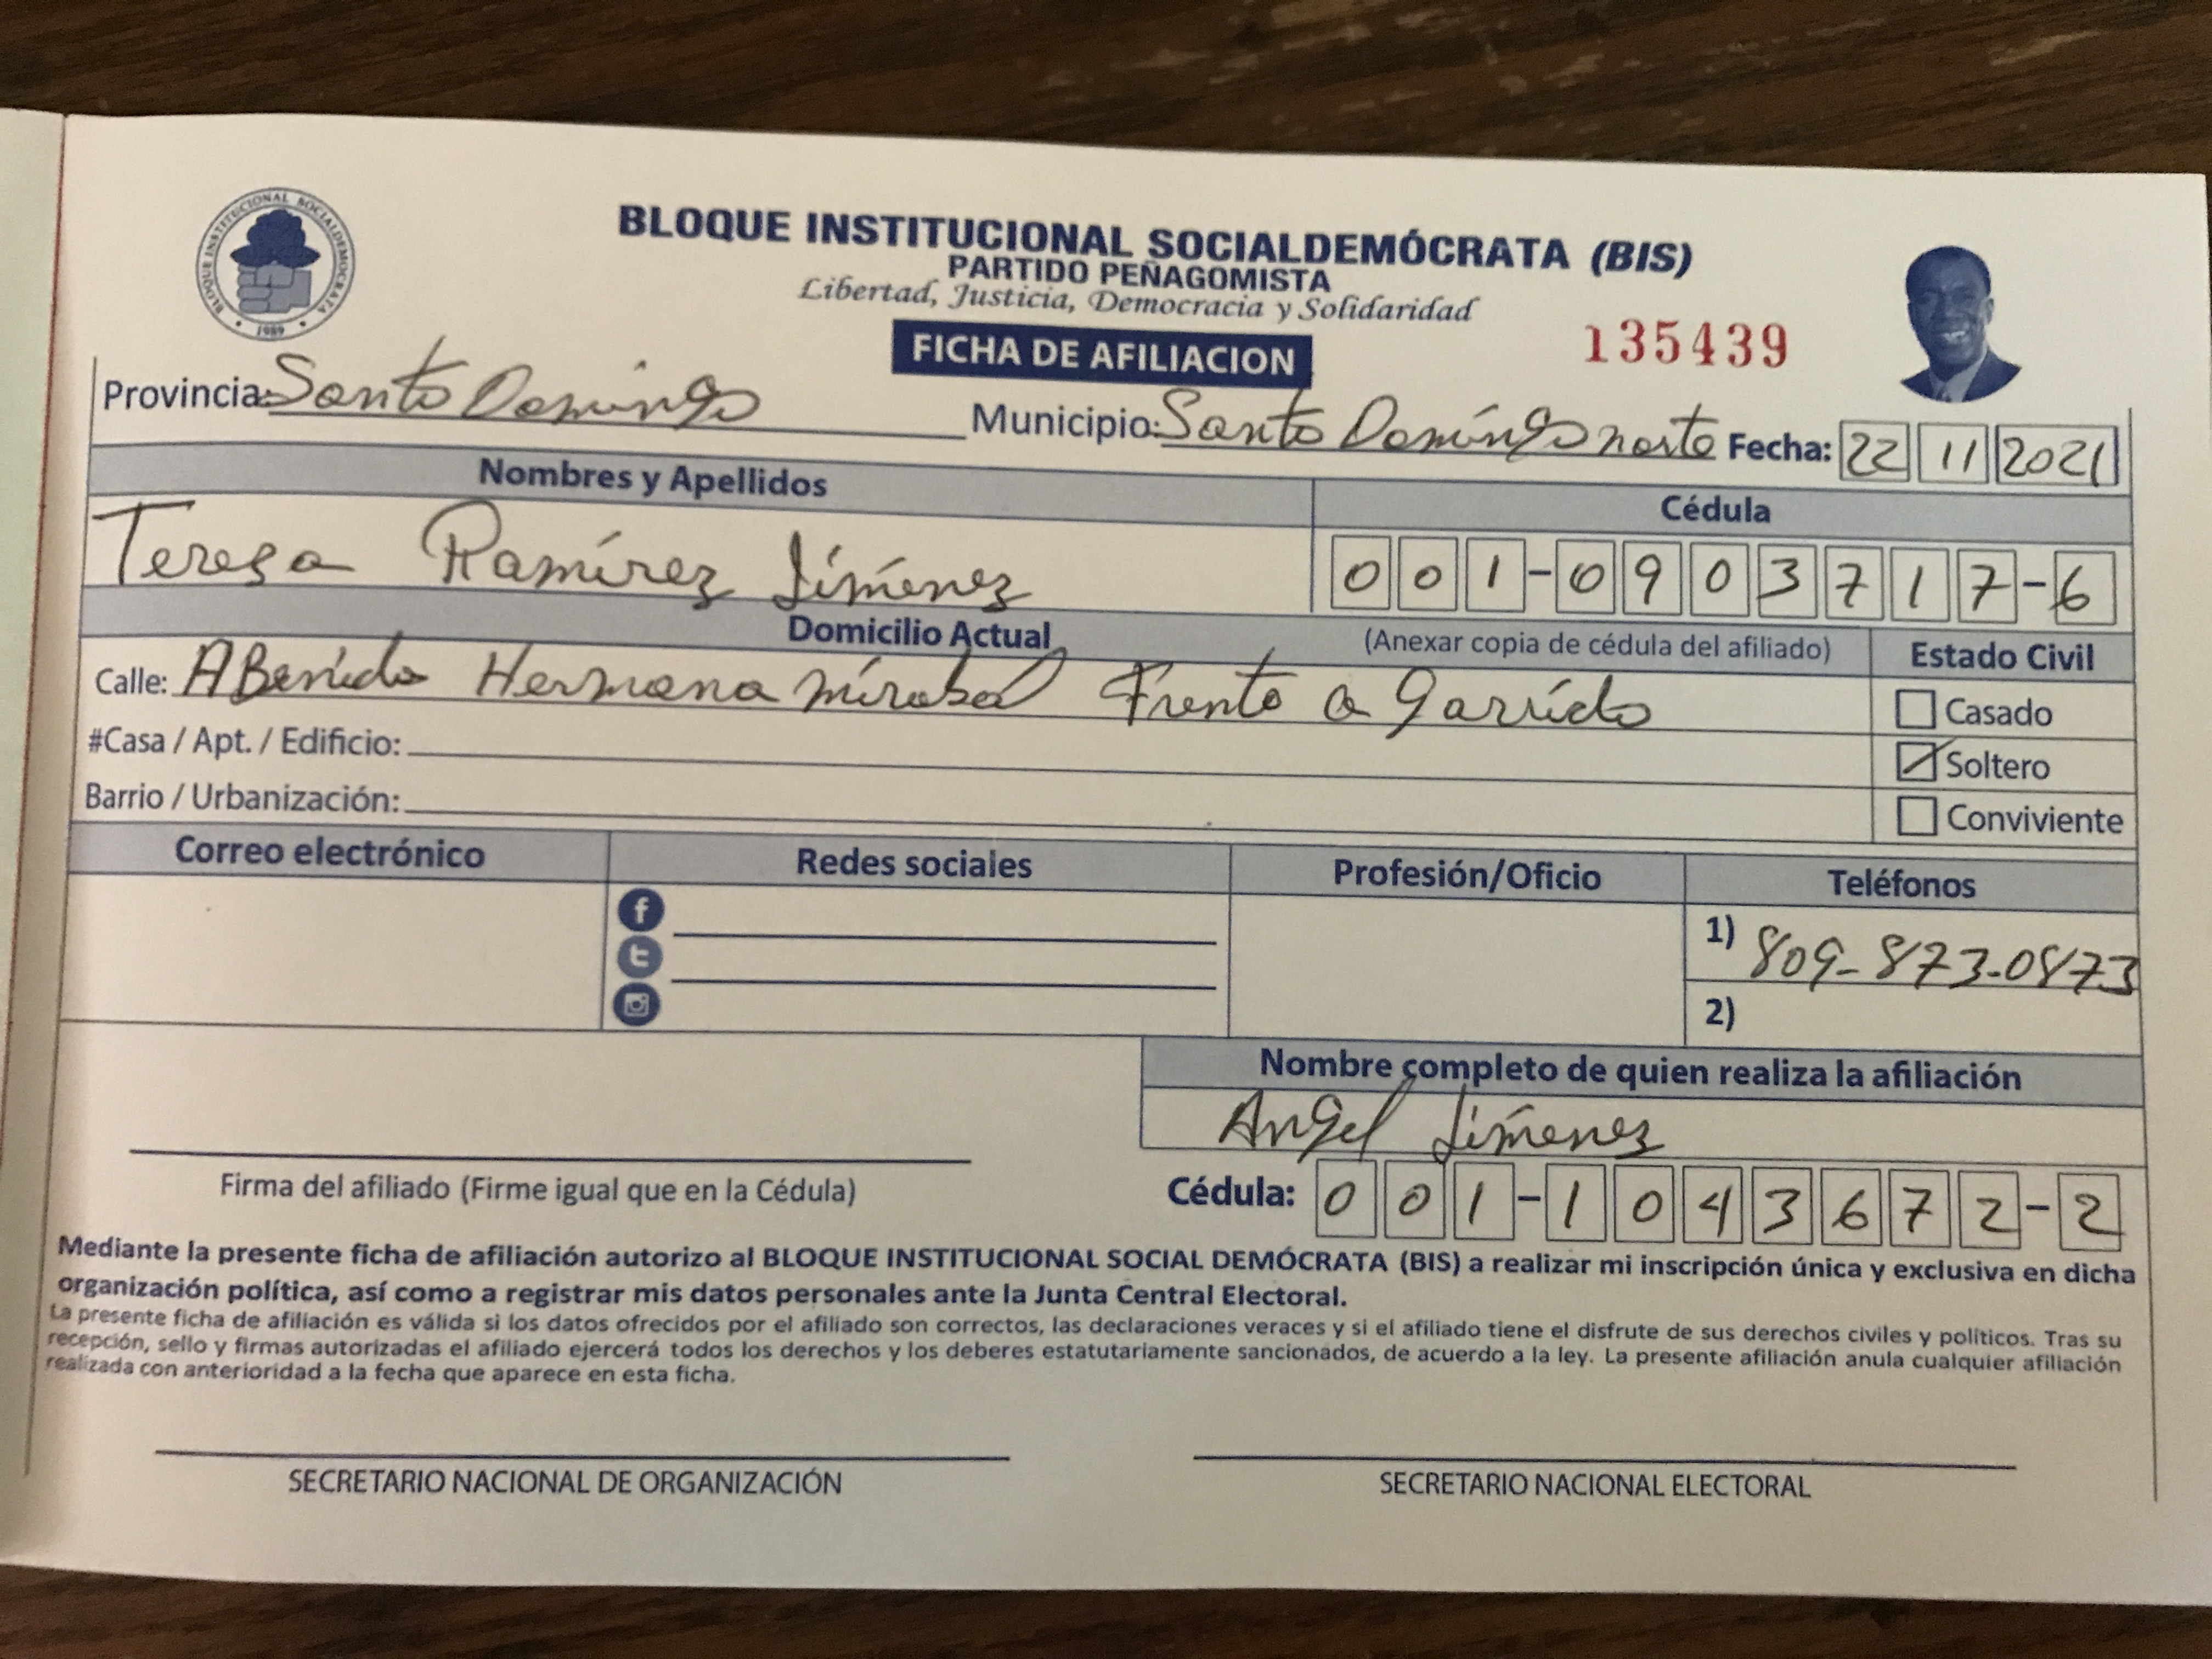 BLOQUE INSTITUCIONAL SOCIALDEMOCRATA
1989
BLOQUE INSTITUCIONAL SOCIALDEMÓCRATA (BIS)
PARTIDO PEÑAGOMISTA
Libertad, Justicia, Democracia y Solidaridad
FICHA DE AFILIACION
135439
Provincia: Santo Domingo Municipio: Santo Domingo norte Fecha: 22 11 2021
Nombres y Apellidos Cédula
Teresa Ramírez Jiménez 001-0903717-6
Domicilio Actual (Anexar copia de cédula del afiliado) Estado Civil
Calle: ABenida Hermana mirabal Frente a Garrido
Casado
#Casa / Apt. / Edificio:
Soltero
Barrio / Urbanización:
Conviviente
Correo electrónico Redes sociales Profesión/Oficio Teléfonos
1) 809-873-0873
2)
Nombre completo de quien realiza la afiliación
Angel Jiménez
Firma del afiliado (Firme igual que en la Cédula) Cédula: 001-1043672-2
Mediante la presente ficha de afiliación autorizo al BLOQUE INSTITUCIONAL SOCIAL DEMÓCRATA (BIS) a realizar mi inscripción única y exclusiva en dicha
organización política, así como a registrar mis datos personales ante la Junta Central Electoral.
La presente ficha de afiliación es válida si los datos ofrecidos por el afiliado son correctos, las declaraciones veraces y si el afiliado tiene el disfrute de sus derechos civiles y políticos. Tras su
recepción, sello y firmas autorizadas el afiliado ejercerá todos los derechos y los deberes estatutariamente sancionados, de acuerdo a la ley. La presente afiliación anula cualquier afiliación
realizada con anterioridad a la fecha que aparece en esta ficha.
SECRETARIO NACIONAL DE ORGANIZACIÓN SECRETARIO NACIONAL ELECTORAL